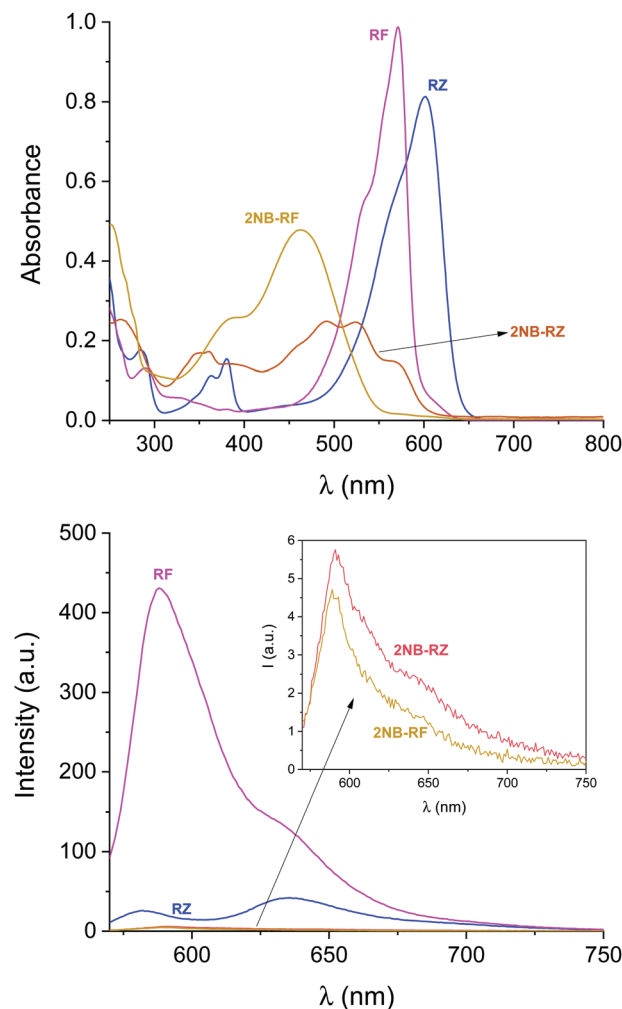 RF
RZ
1.0
0.8
0.6
0.4
0.2
0.0
Absorbance
2NB-RF
2NB-RZ
300 400 500 600 700 800
λ (nm)
500
400
300
200
100
0
Intensity (a.u.)
RF
RZ
6
5
4
3
2
1
0
I (a.u.)
2NB-RZ
2NB-RF
600 650 700 750
λ (nm)
600 650 700 750
λ (nm)